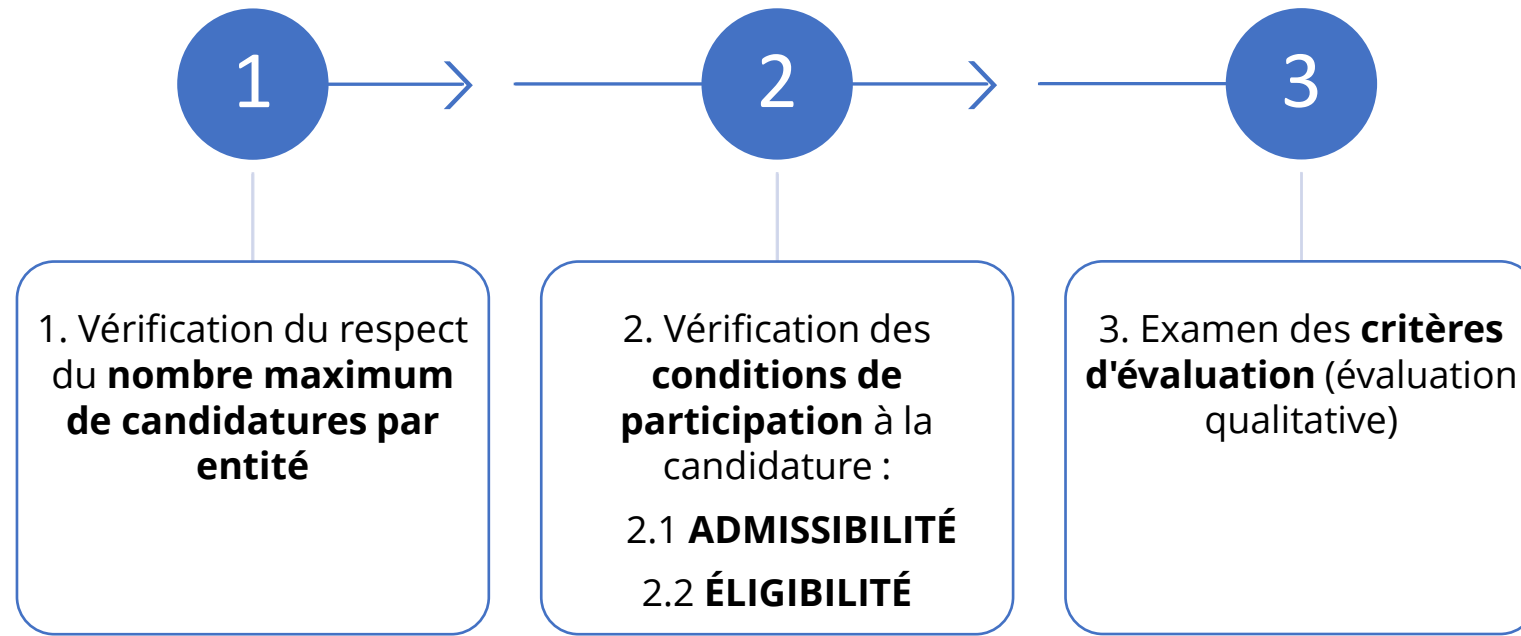 1
2
3
1. Vérification du respect
du nombre maximum
de candidatures par
entité
2. Vérification des
conditions de
participation à la
candidature :
2.1 ADMISSIBILITÉ
2.2 ÉLIGIBILITÉ
3. Examen des critères
d'évaluation (évaluation
qualitative)